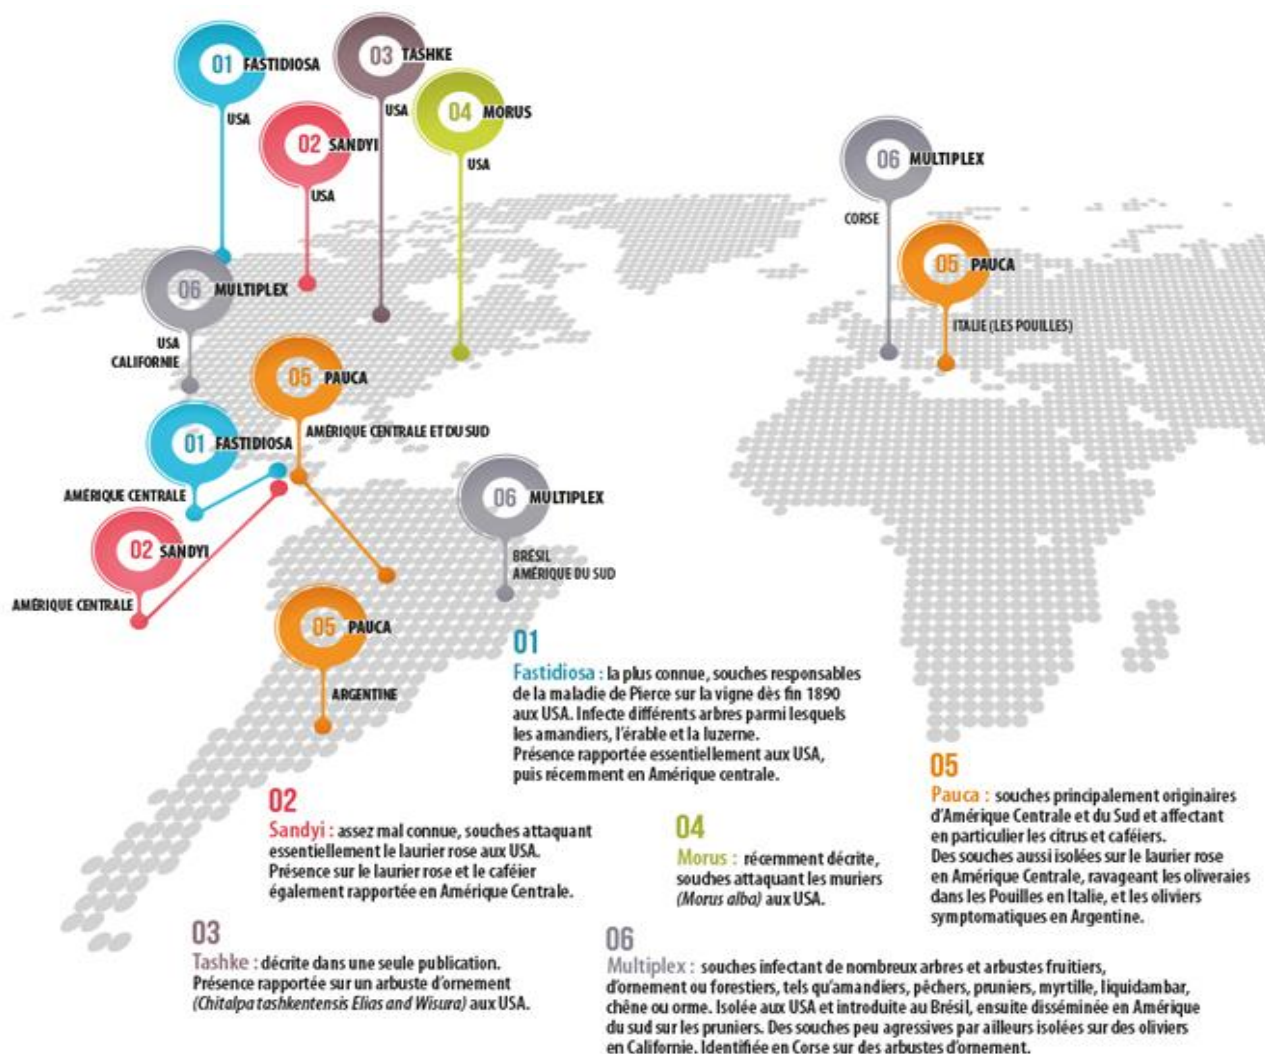 01 FASTIDIOSA
USA
02 SANDYI
USA
03 TASHKE
USA
04 MORUS
USA
06 MULTIPLEX
CORSE
05 PAUCA
ITALIE (LES POUILLES)
06 MULTIPLEX
USA
CALIFORNIE
05 PAUCA
AMÉRIQUE CENTRALE ET DU SUD
01 FASTIDIOSA
AMÉRIQUE CENTRALE
02 SANDYI
AMÉRIQUE CENTRALE
06 MULTIPLEX
BRÉSIL
AMÉRIQUE DU SUD
05 PAUCA
ARGENTINE
01
Fastidiosa : la plus connue, souches responsables
de la maladie de Pierce sur la vigne dès fin 1890
aux USA. Infecte différents arbres parmi lesquels
les amandiers, l'érable et la luzerne.
Présence rapportée essentiellement aux USA,
puis récemment en Amérique centrale.
02
Sandyi : assez mal connue, souches attaquant
essentiellement le laurier rose aux USA.
Présence sur le laurier rose et le caféier
également rapportée en Amérique Centrale.
04
Morus : récemment décrite,
souches attaquant les muriers
(Morus alba) aux USA.
05
Pauca : souches principalement originaires
d'Amérique Centrale et du Sud et affectant
en particulier les citrus et caféiers.
Des souches aussi isolées sur le laurier rose
en Amérique Centrale, ravageant les oliveraies
dans les Pouilles en Italie, et les oliviers
symptomatiques en Argentine.
03
Tashke : décrite dans une seule publication.
Présence rapportée sur un arbuste d'ornement
(Chitalpa tashkentensis Elias and Wisura) aux USA.
06
Multiplex : souches infectant de nombreux arbres et arbustes fruitiers,
d'ornement ou forestiers, tels qu'amandiers, pêchers, pruniers, myrtille, liquidambar,
chêne ou orme. Isolée aux USA et introduite au Brésil, ensuite disséminée en Amérique
du sud sur les pruniers. Des souches peu agressives par ailleurs isolées sur des oliviers
en Californie. Identifiée en Corse sur des arbustes d'ornement.